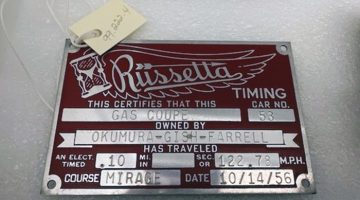 Russetta
TIMING
THIS CERTIFIES THAT THIS CAR NO.
GAS COUPE 53
OWNED BY
OKUMURA-GISH-FARRELL
HAS TRAVELED
AN ELECT. TIMED .10 MI. IN SEC. OR 122.78 M.P.H.
COURSE MIRAGE DATE 10/14/56